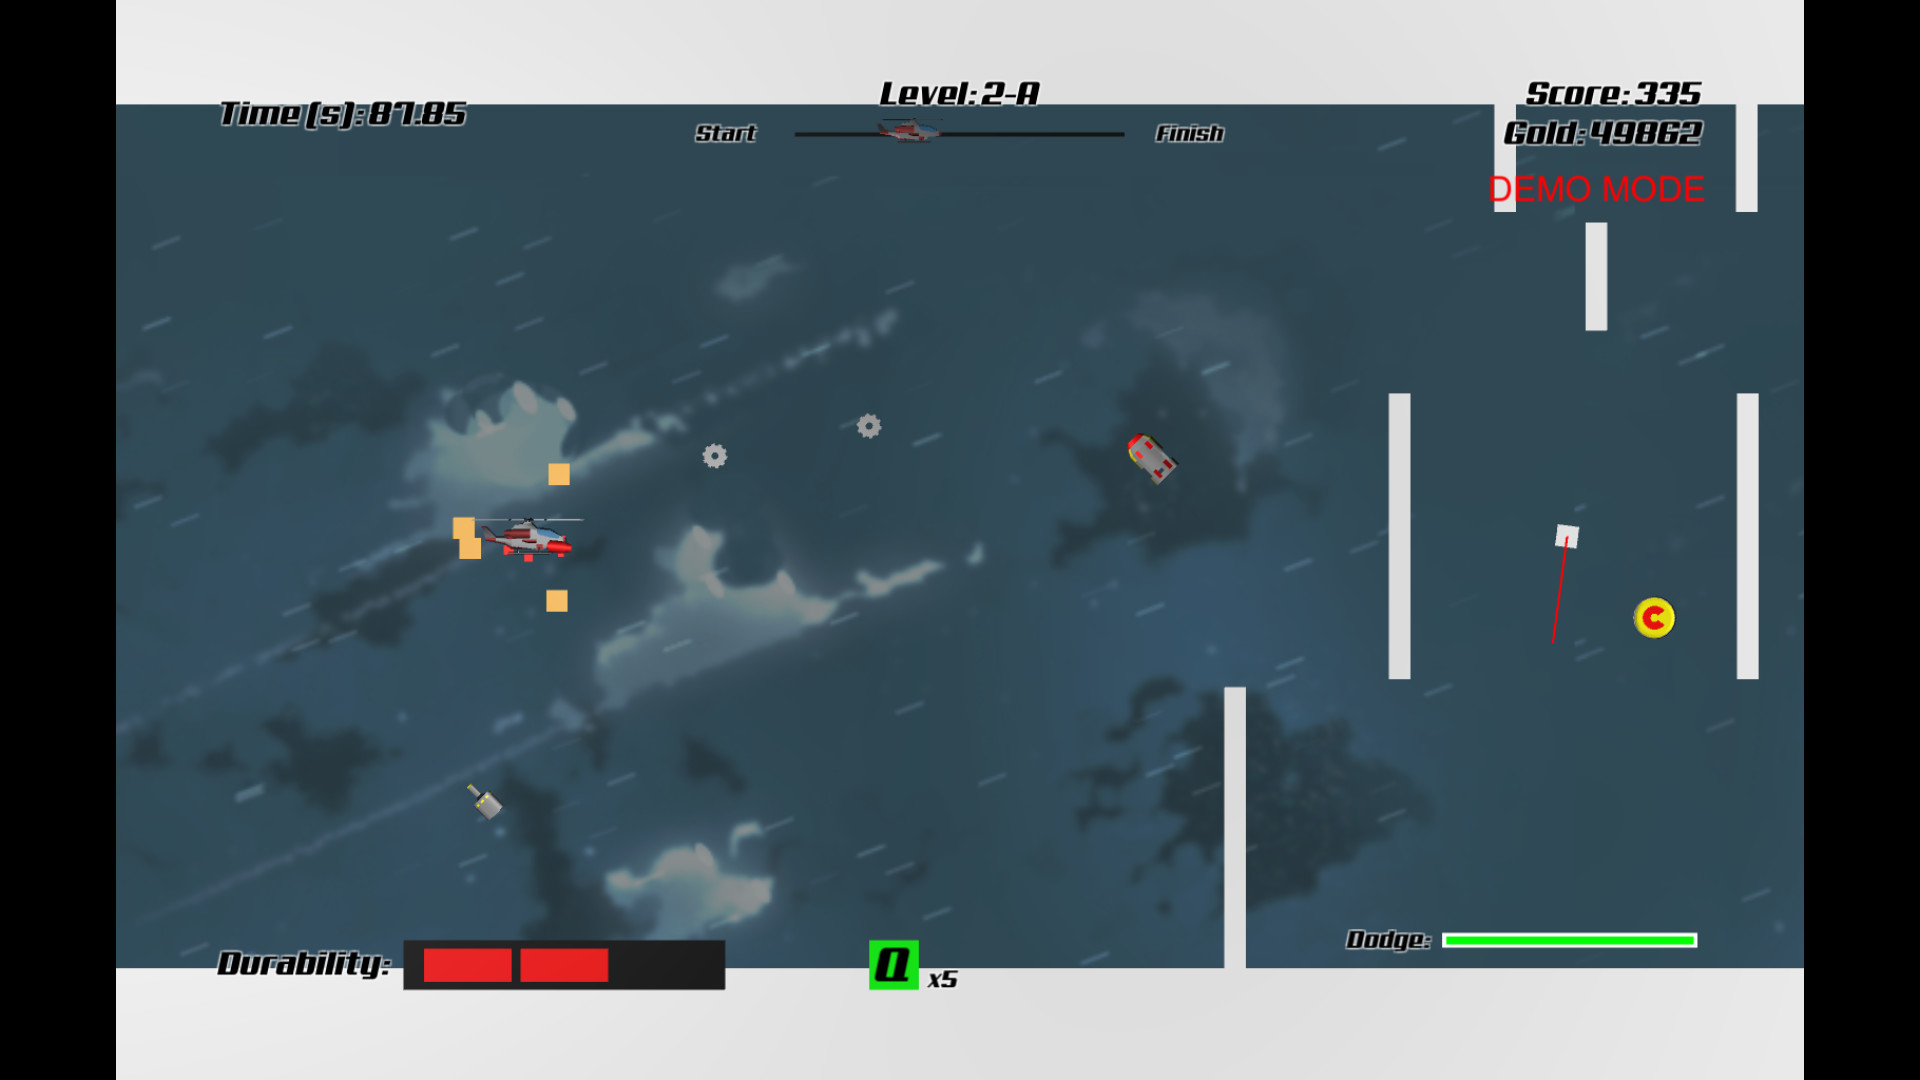 Time (s): 87.85
Level: 2-A
Start
Finish
Score: 335
Gold: 49862
DEMO MODE
C
Durability:
Q x5
Dodge: